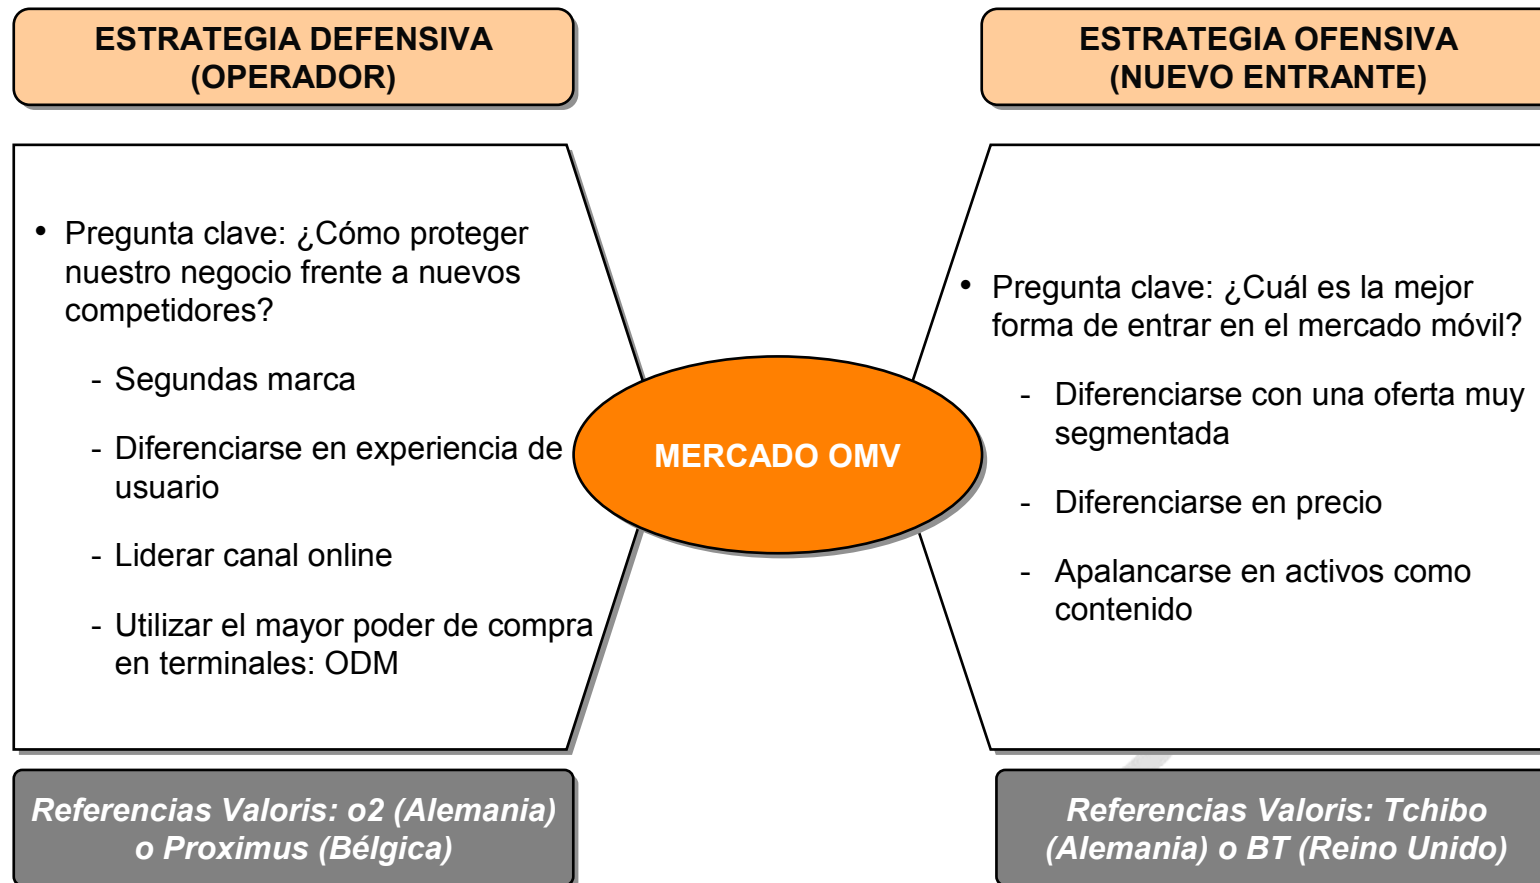 ESTRATEGIA DEFENSIVA
(OPERADOR)
• Pregunta clave: ¿Cómo proteger
nuestro negocio frente a nuevos
competidores?
- Segundas marca
- Diferenciarse en experiencia de
usuario
- Liderar canal online
- Utilizar el mayor poder de compra
en terminales: ODM
Referencias Valoris: o2 (Alemania)
o Proximus (Bélgica)
MERCADO OMV
ESTRATEGIA OFENSIVA
(NUEVO ENTRANTE)
• Pregunta clave: ¿Cuál es la mejor
forma de entrar en el mercado móvil?
- Diferenciarse con una oferta muy
segmentada
- Diferenciarse en precio
- Apalancarse en activos como
contenido
Referencias Valoris: Tchibo
(Alemania) o BT (Reino Unido)